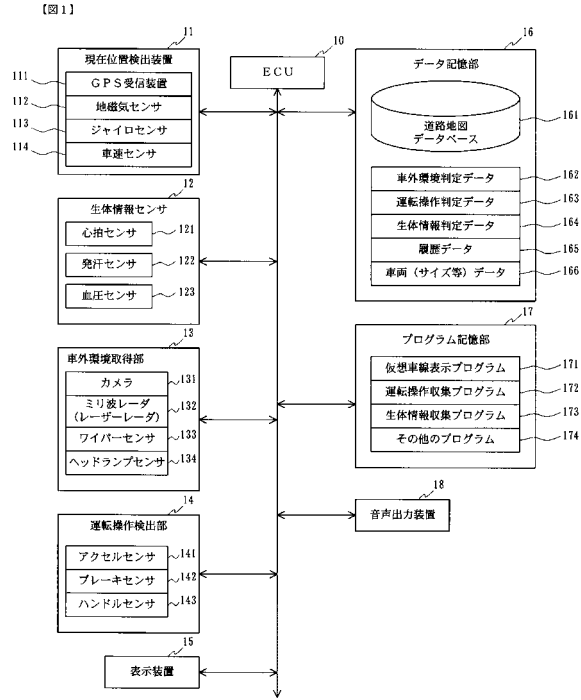 【図1】
10
ECU
11
現在位置検出装置
111
GPS受信装置
112
地磁気センサ
113
ジャイロセンサ
114
車速センサ
12
生体情報センサ
心拍センサ
121
発汗センサ
122
血圧センサ
123
13
車外環境取得部
カメラ
131
ミリ波レーダ
(レーザーレーダ)
132
ワイパーセンサ
133
ヘッドランプセンサ
134
14
運転操作検出部
アクセルセンサ
141
ブレーキセンサ
142
ハンドルセンサ
143
15
表示装置
16
データ記憶部
道路地図
データベース
161
車外環境判定データ
162
運転操作判定データ
163
生体情報判定データ
164
履歴データ
165
車両(サイズ等)データ
166
17
プログラム記憶部
仮想車線表示プログラム
171
運転操作収集プログラム
172
生体情報収集プログラム
173
その他のプログラム
174
18
音声出力装置